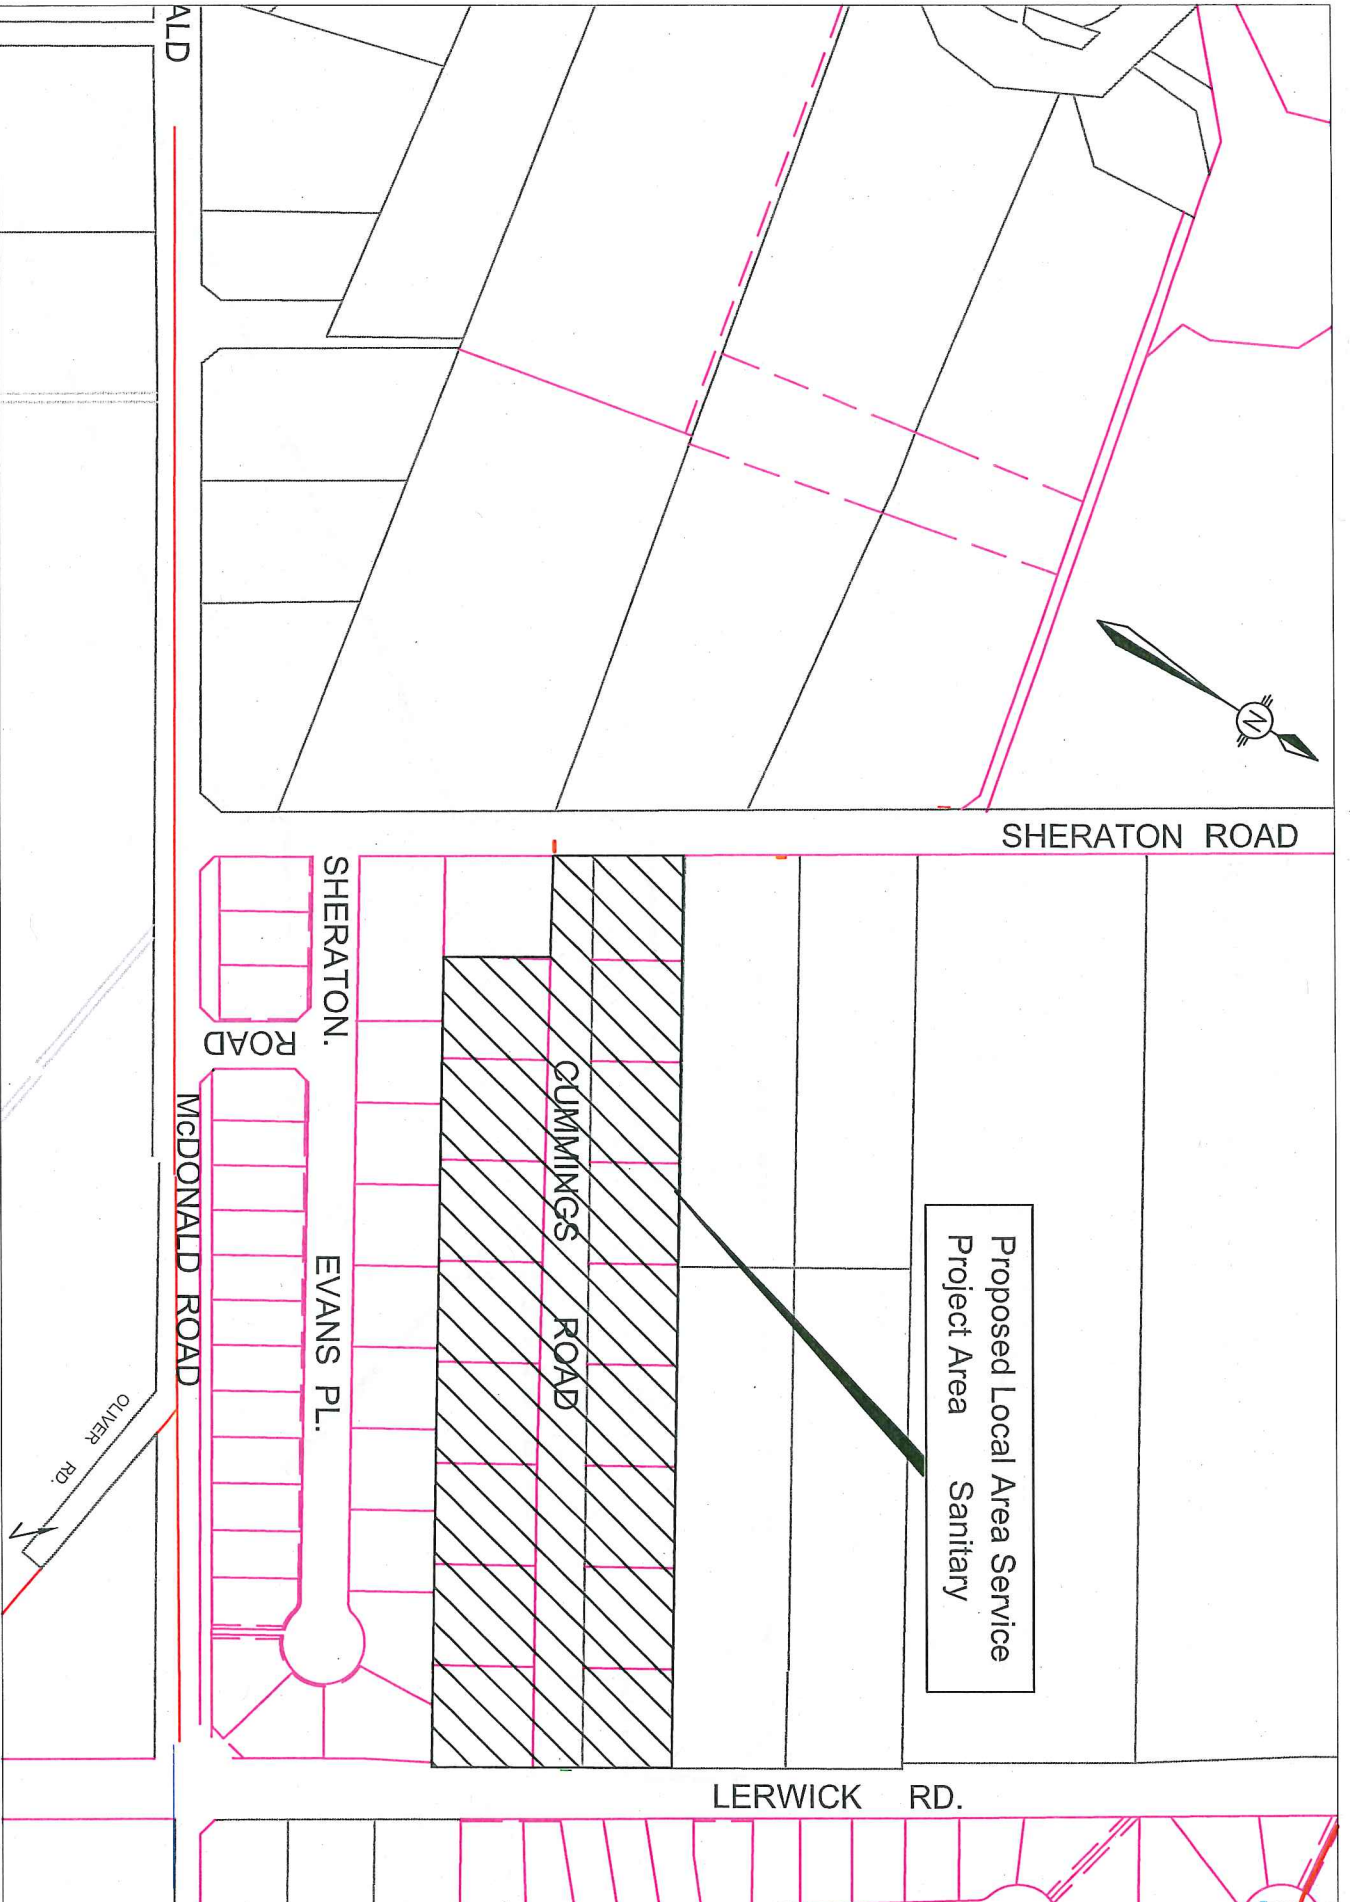 ALD
SHERATON ROAD
SHERATON.
ROAD
McDONALD ROAD
EVANS PL.
CUMMINGS ROAD
Proposed Local Area Service
Project Area Sanitary
OLIVER RD.
LERWICK RD.
N